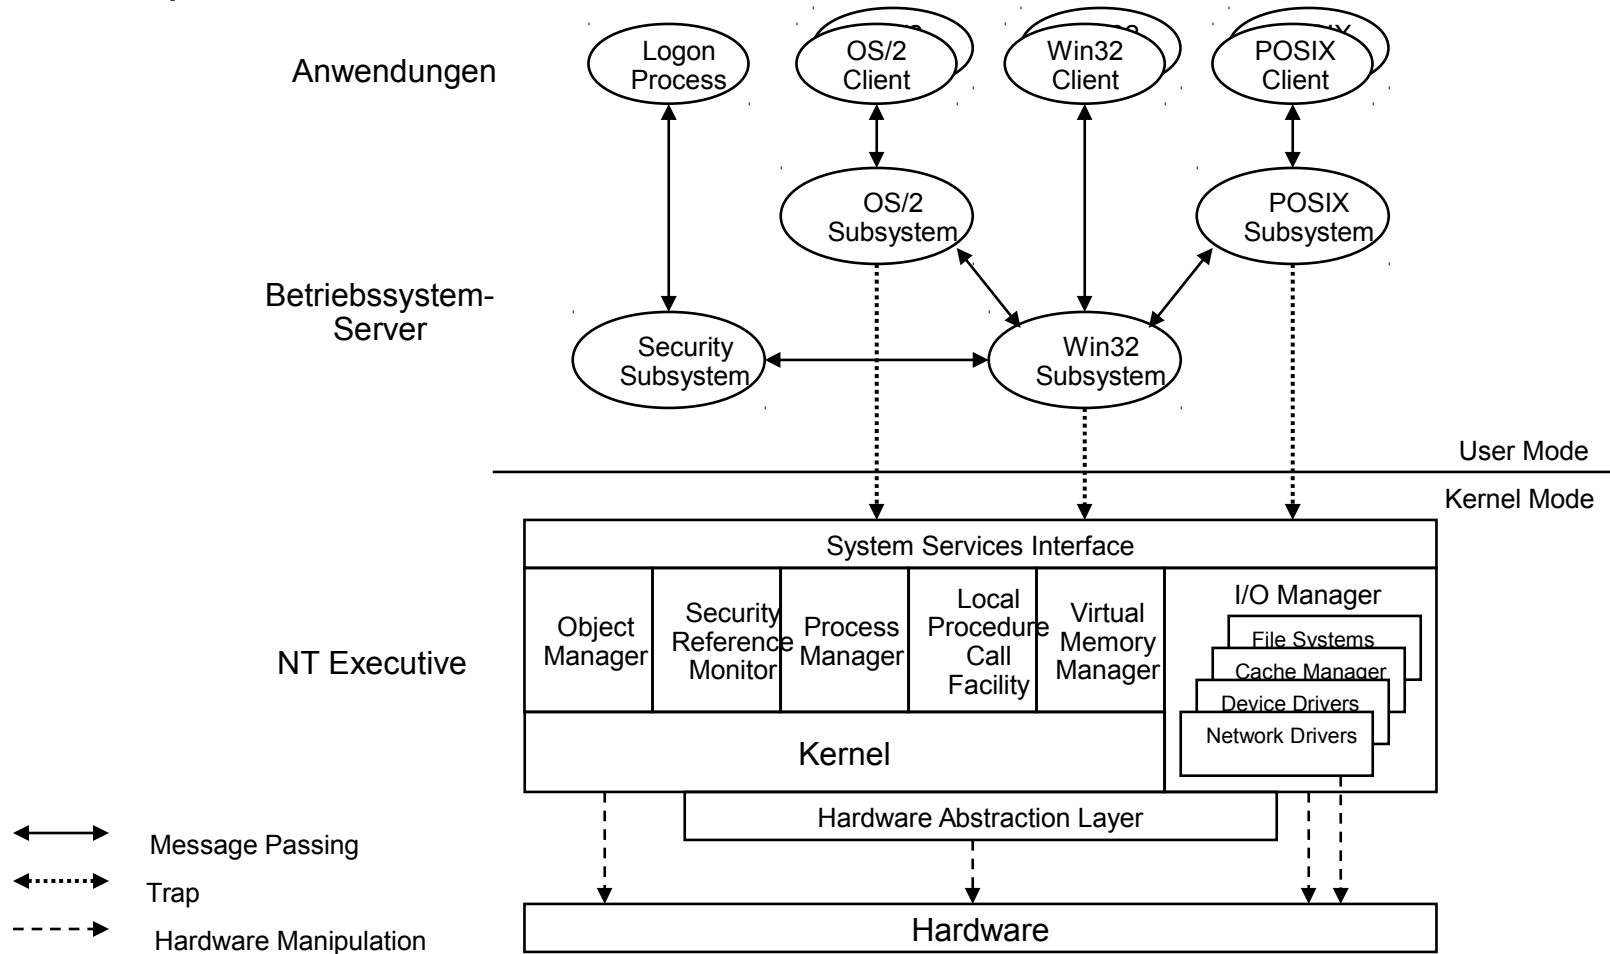 Anwendungen
Logon
Process
OS/2
Client
Win32
Client
POSIX
Client
OS/2
Subsystem
POSIX
Subsystem
Betriebssystem-
Server
Security
Subsystem
Win32
Subsystem
User Mode
Kernel Mode
System Services Interface
NT Executive
Object
Manager
Security
Reference
Monitor
Process
Manager
Local
Procedure
Call
Facility
Virtual
Memory
Manager
I/O Manager
File Systems
Cache Manager
Device Drivers
Network Drivers
Kernel
Hardware Abstraction Layer
Message Passing
Trap
Hardware Manipulation
Hardware